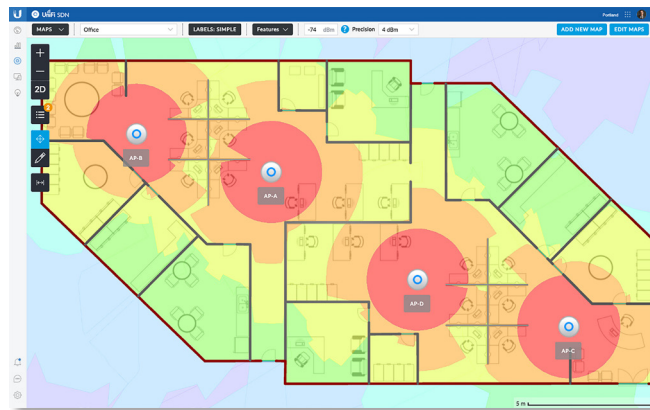 U UniFi SDN
Portland
MAPS
Office
LABELS: SIMPLE
Features
-74 dBm
? Precision
4 dBm
ADD NEW MAP
EDIT MAPS
+
—
2D
AP-B
AP-A
AP-D
AP-C
5 m